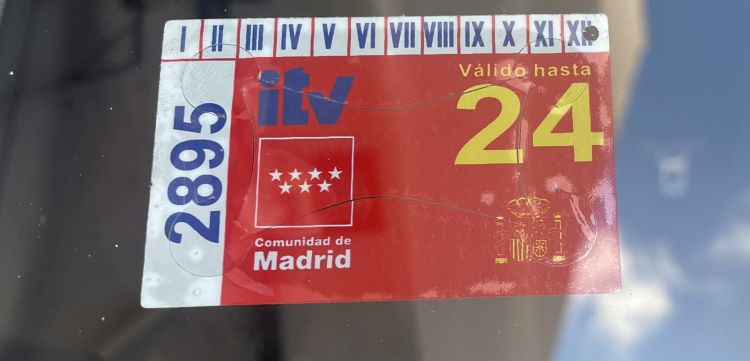 I II III IV V VI VII VIII IX X XI XII
itv
Válido hasta
24
2895
Comunidad de
Madrid